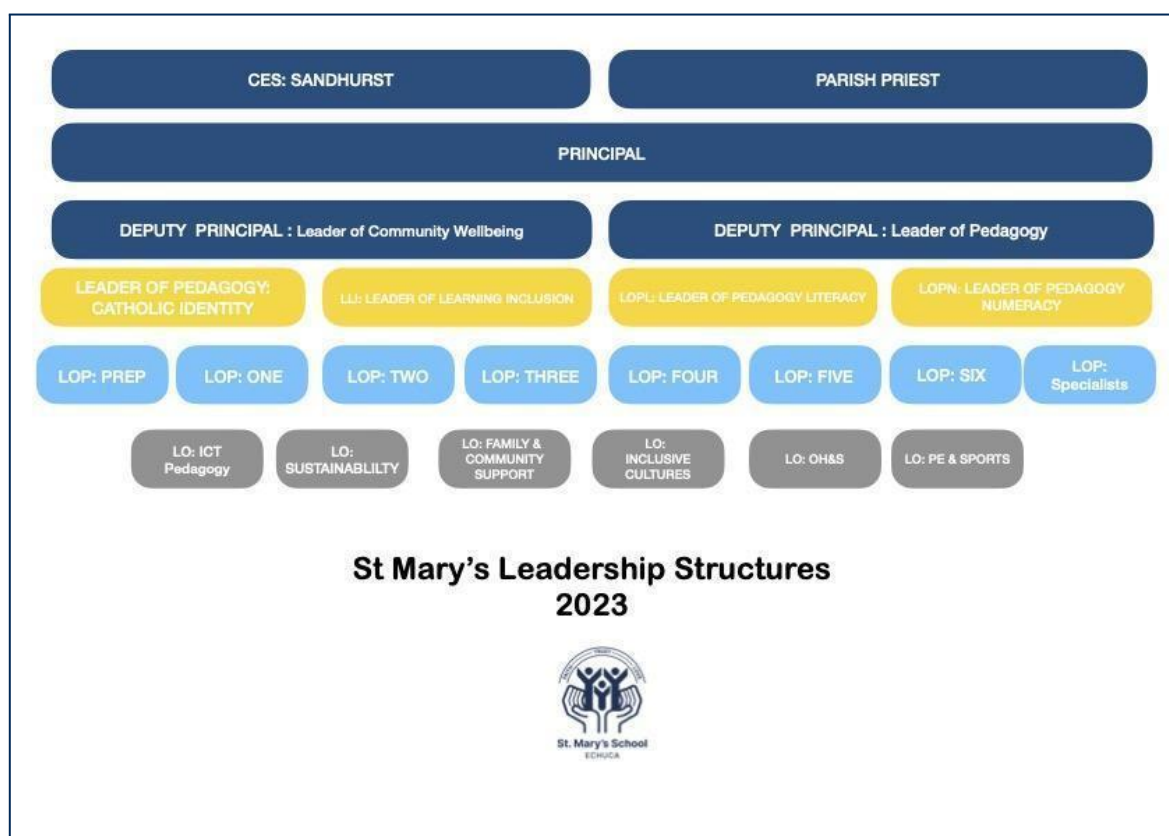 CES: SANDHURST
PARISH PRIEST
PRINCIPAL
DEPUTY PRINCIPAL : Leader of Community Wellbeing
DEPUTY PRINCIPAL : Leader of Pedagogy
LEADER OF PEDAGOGY:
CATHOLIC IDENTITY
LLI: LEADER OF LEARNING INCLUSION
LOPL: LEADER OF PEDAGOGY LITERACY
LOPN: LEADER OF PEDAGOGY
NUMERACY
LOP: PREP
LOP: ONE
LOP: TWO
LOP: THREE
LOP: FOUR
LOP: FIVE
LOP: SIX
LOP:
Specialists
LO: ICT
Pedagogy
LO:
SUSTAINABLILTY
LO: FAMILY &
COMMUNITY
SUPPORT
LO:
INCLUSIVE
CULTURES
LO: OH&S
LO: PE & SPORTS
St Mary’s Leadership Structures
2023
St. Mary's School
ECHUCA